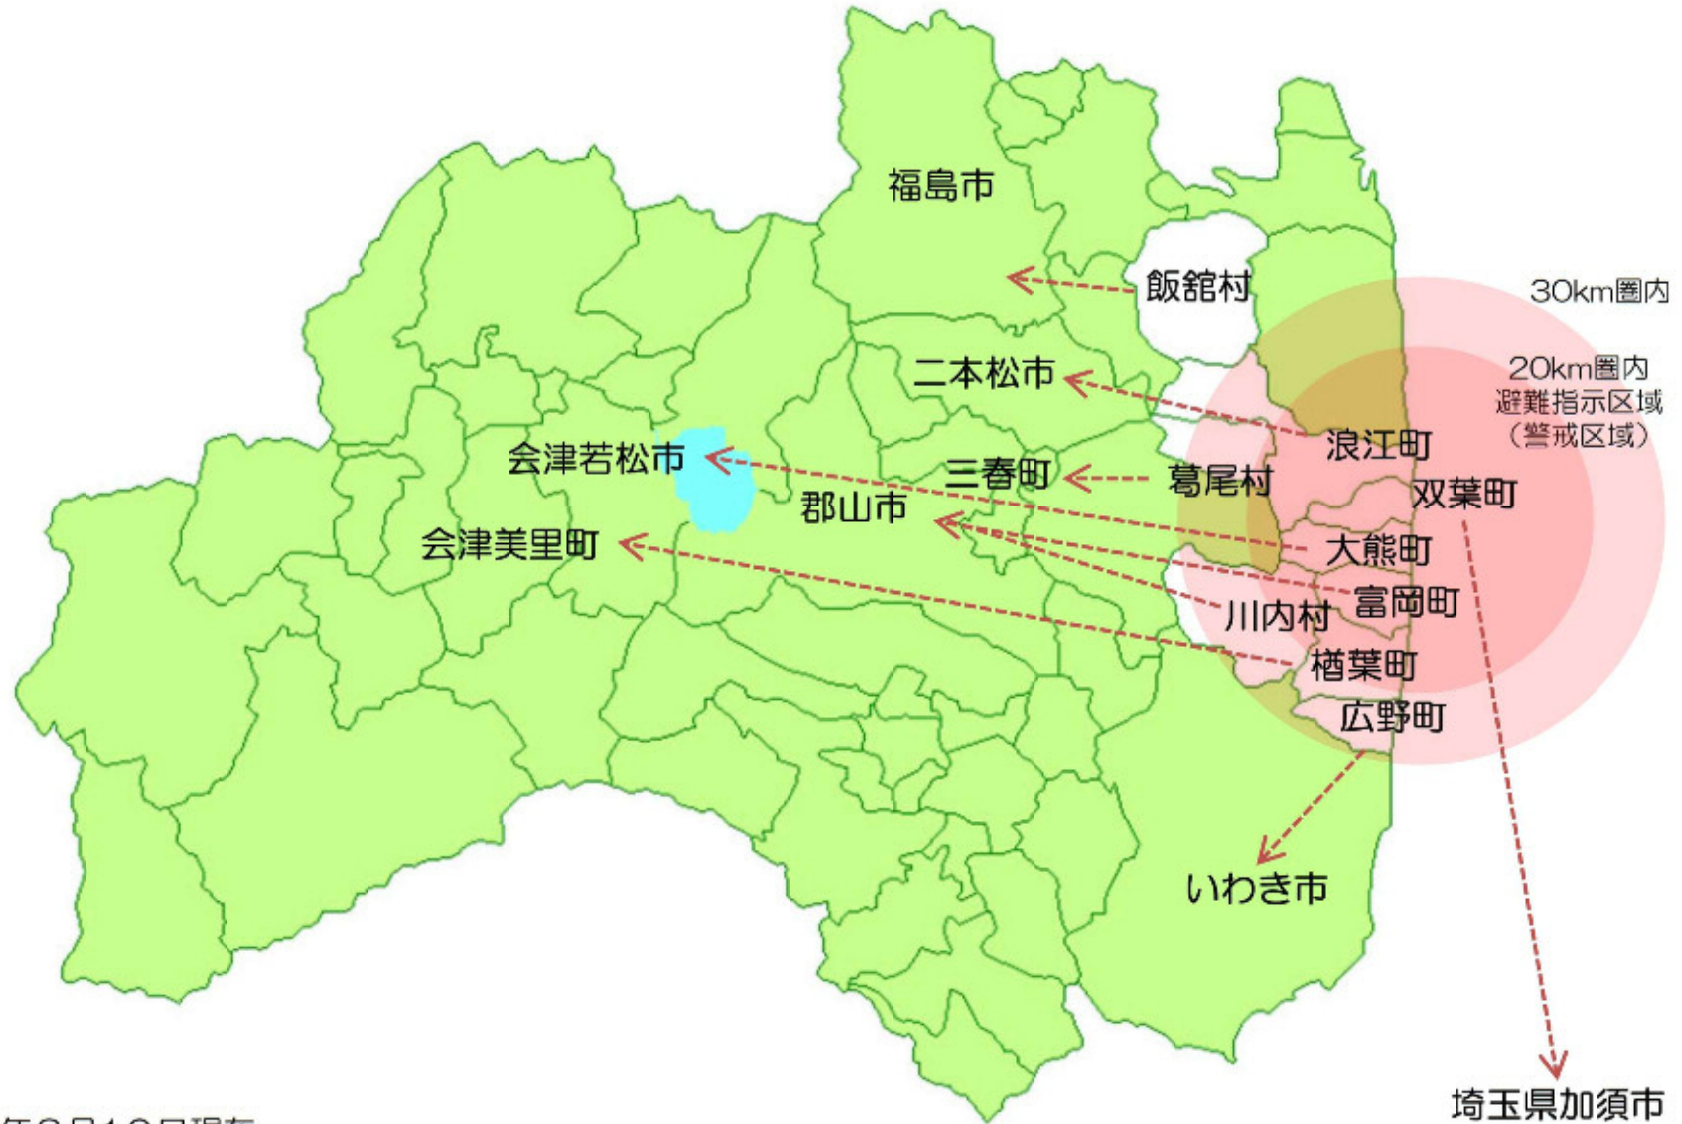 福島市
飯舘村
30km圏内
20km圏内
避難指示区域
(警戒区域)
二本松市
浪江町
会津若松市
三春町
葛尾村
双葉町
郡山市
会津美里町
大熊町
富岡町
川内村
楢葉町
広野町
いわき市
埼玉県加須市